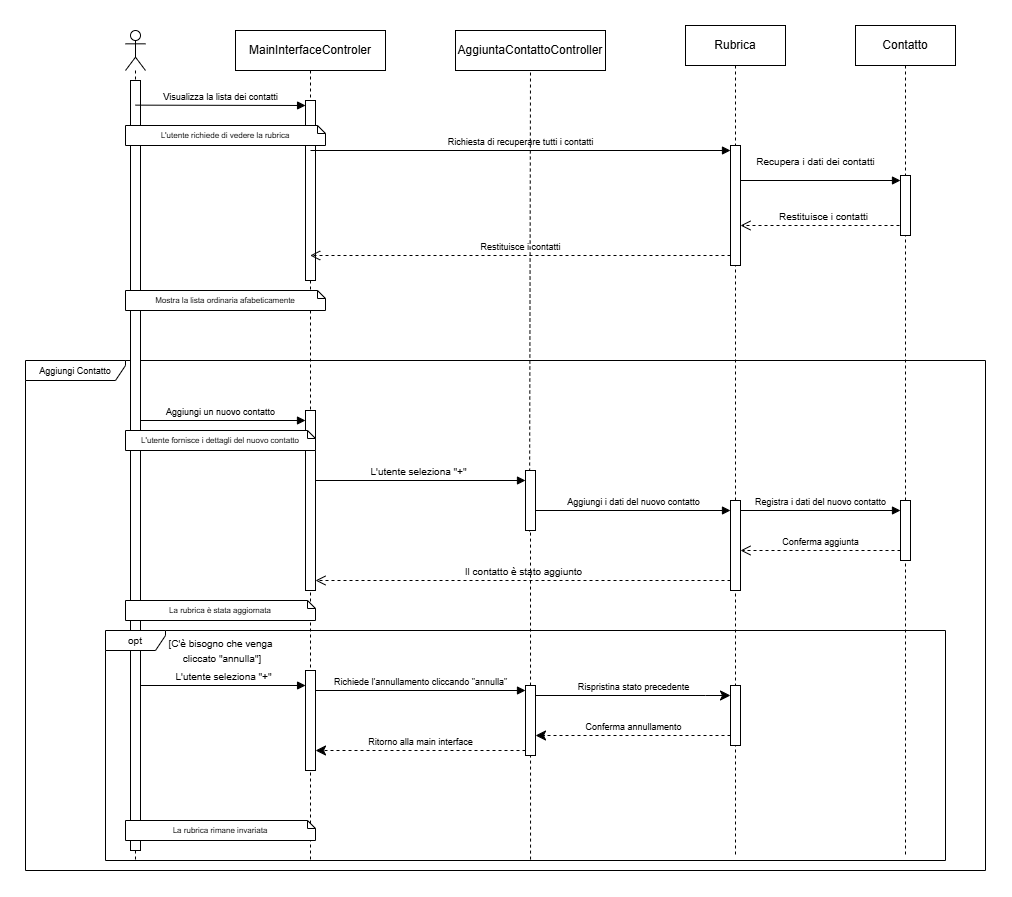 MainInterfaceControler
AggiuntaContattoController
Rubrica
Contatto
Visualizza la lista dei contatti
L'utente richiede di vedere la rubrica
Richiesta di recuperare tutti i contatti
Recupera i dati dei contatti
Restituisce i contatti
Restituisce i contatti
Mostra la lista ordinaria afabeticamente
Aggiungi Contatto
Aggiungi un nuovo contatto
L'utente fornisce i dettagli del nuovo contatto
L'utente seleziona "+"
Aggiungi i dati del nuovo contatto
Registra i dati del nuovo contatto
Conferma aggiunta
Il contatto è stato aggiunto
La rubrica è stata aggiornata
opt
[C'è bisogno che venga
cliccato "annulla"]
L'utente seleziona "+"
Richiede l'annullamento cliccando "annulla"
Rispristina stato precedente
Conferma annullamento
Ritorno alla main interface
La rubrica rimane invariata